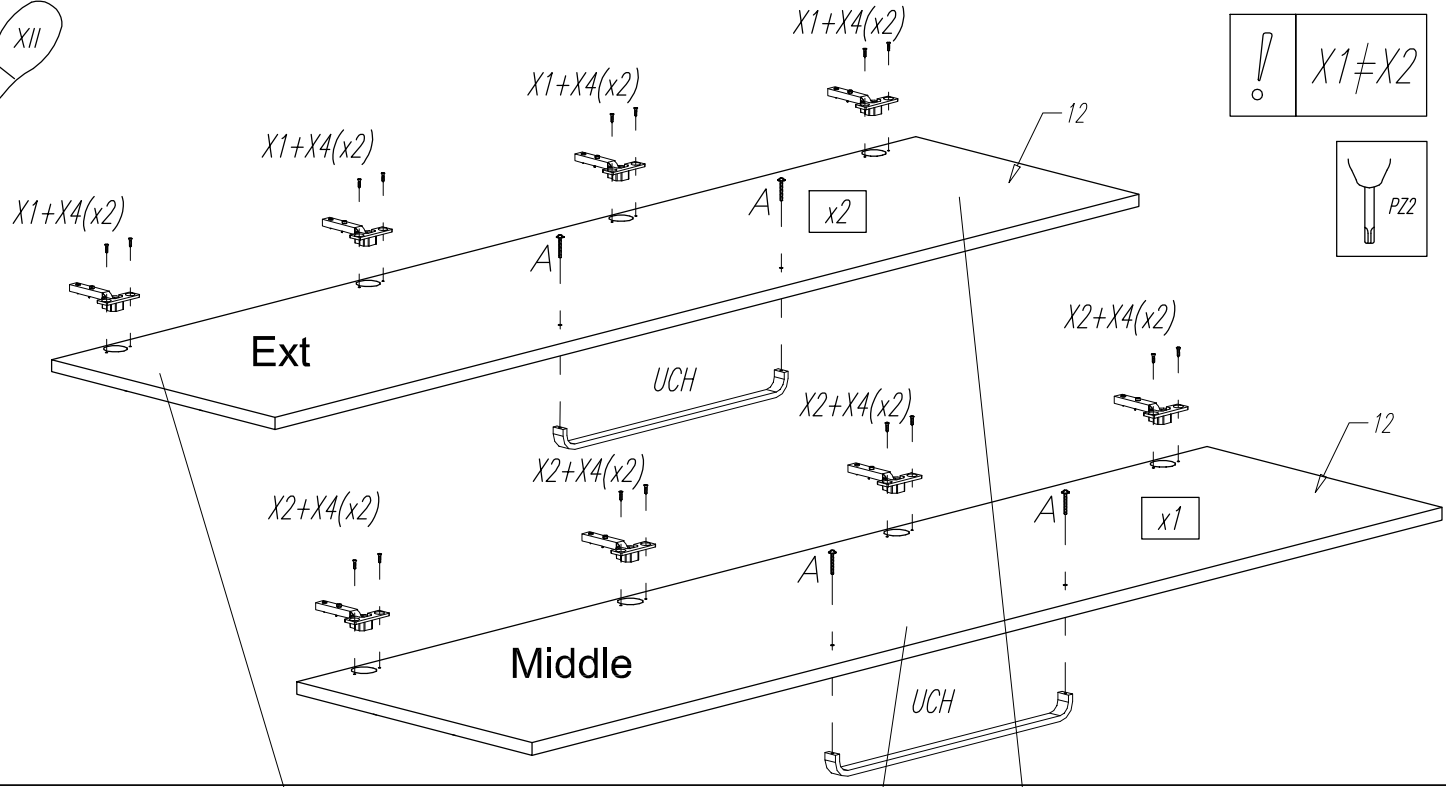 XII
X1+X4(x2)
X1≠X2
X1+X4(x2)
12
X1+X4(x2)
PZ2
X1+X4(x2)
A
x2
A
X2+X4(x2)
Ext
UCH
X2+X4(x2)
12
X2+X4(x2)
X2+X4(x2)
A
x1
A
Middle
UCH